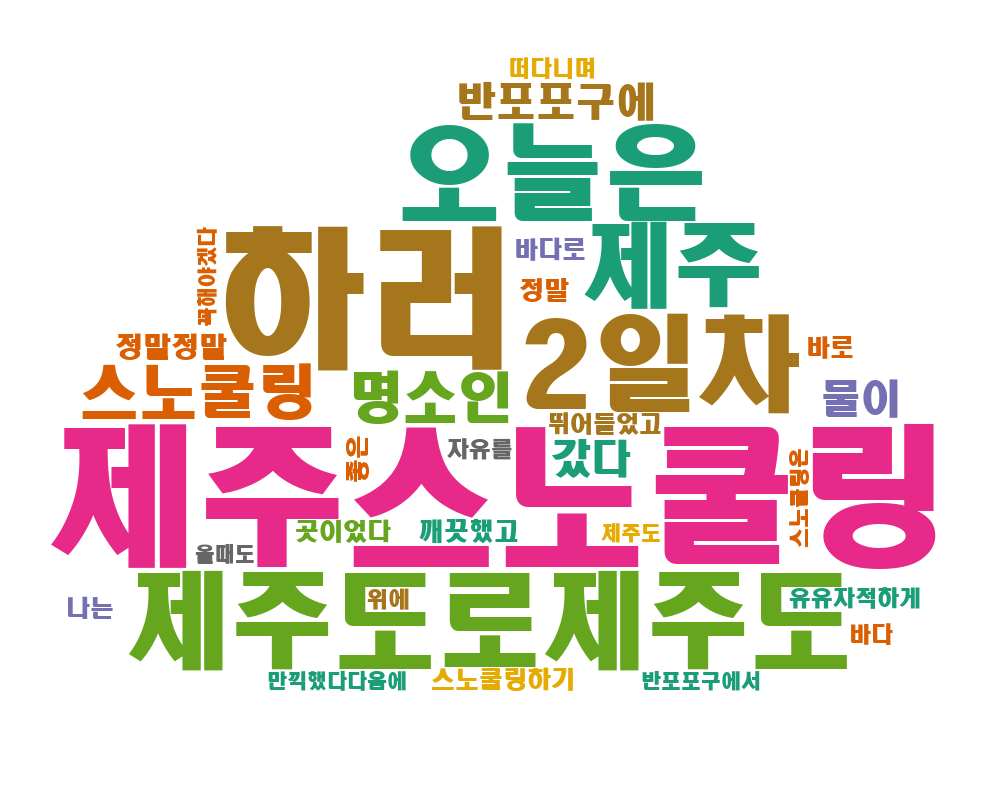 떠다니며
반포포구에
오늘은
꼭해야겠다
하러
바다로
제주
정말
2일차
정말정말
바로
스노쿨링
명소인
물이
뛰어들었고
제주스노쿨링
좋은
자유를
갔다
스노쿨링은
곳이었다
깨끗했고
제주도
올때도
제주도로제주도
위에
나는
유유자적하게
바다
만끽했다다음에
스노쿨링하기
반포포구에서